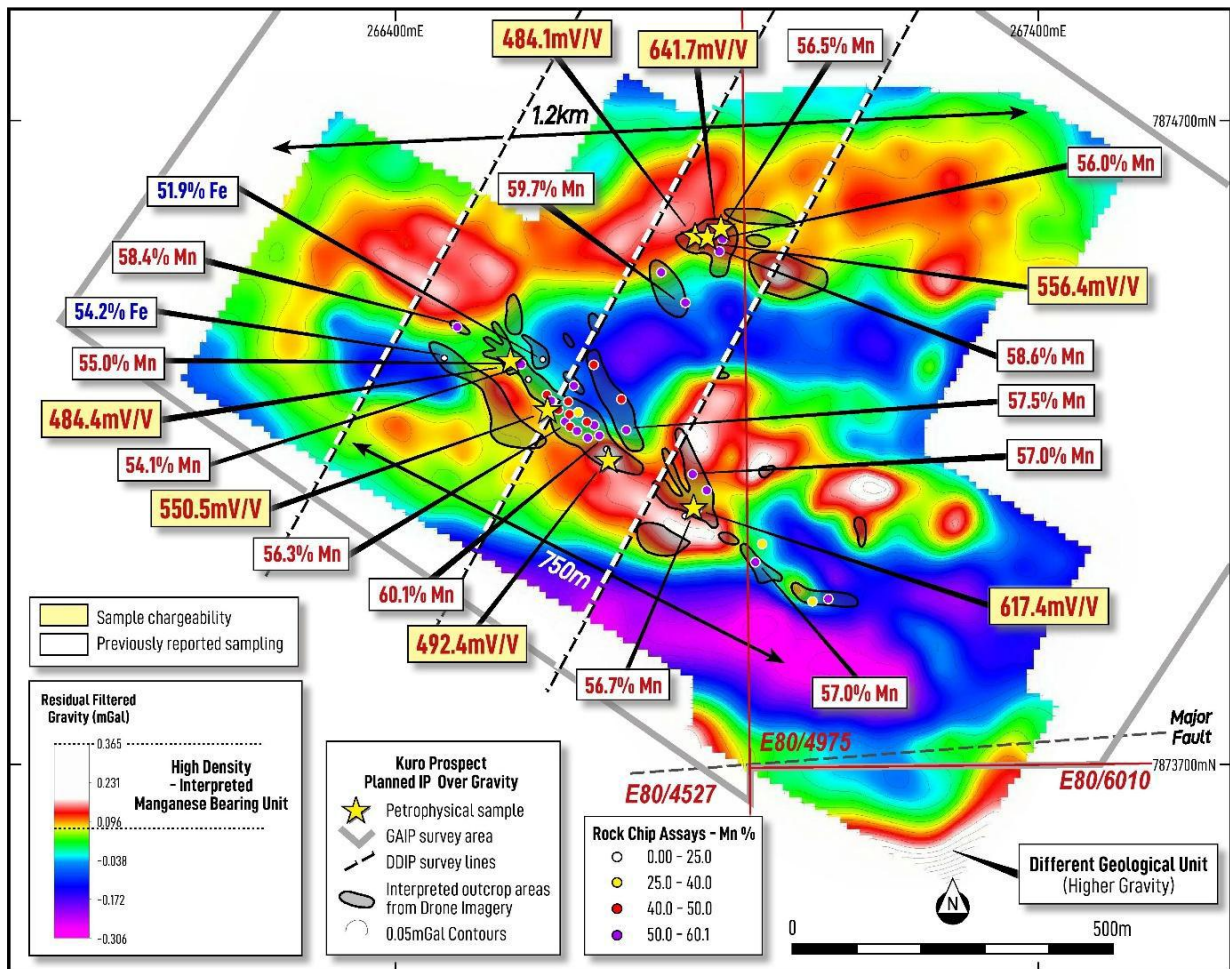 266400mE
267400mE
484.1mV/V
641.7mV/V
56.5% Mn
1.2km
7874700mN
51.9% Fe
59.7% Mn
56.0% Mn
58.4% Mn
556.4mV/V
54.2% Fe
55.0% Mn
58.6% Mn
484.4mV/V
57.5% Mn
54.1% Mn
57.0% Mn
550.5mV/V
56.3% Mn
750m
60.1% Mn
617.4mV/V
492.4mV/V
56.7% Mn
57.0% Mn
Sample chargeability
Previously reported sampling
Residual Filtered
Gravity (mGal)
0.365
0.231
0.096
-0.038
-0.172
-0.306
High Density
- Interpreted
Manganese Bearing Unit
Kuro Prospect
Planned IP Over Gravity
Petrophysical sample
GAIP survey area
DDIP survey lines
Interpreted outcrop areas
from Drone Imagery
0.05mGal Contours
Rock Chip Assays - Mn %
0.00 - 25.0
25.0 - 40.0
40.0 - 50.0
50.0 - 60.1
E80/4975
E80/4527
E80/6010
Major
Fault
7873700mN
Different Geological Unit
(Higher Gravity)
N
0
500m